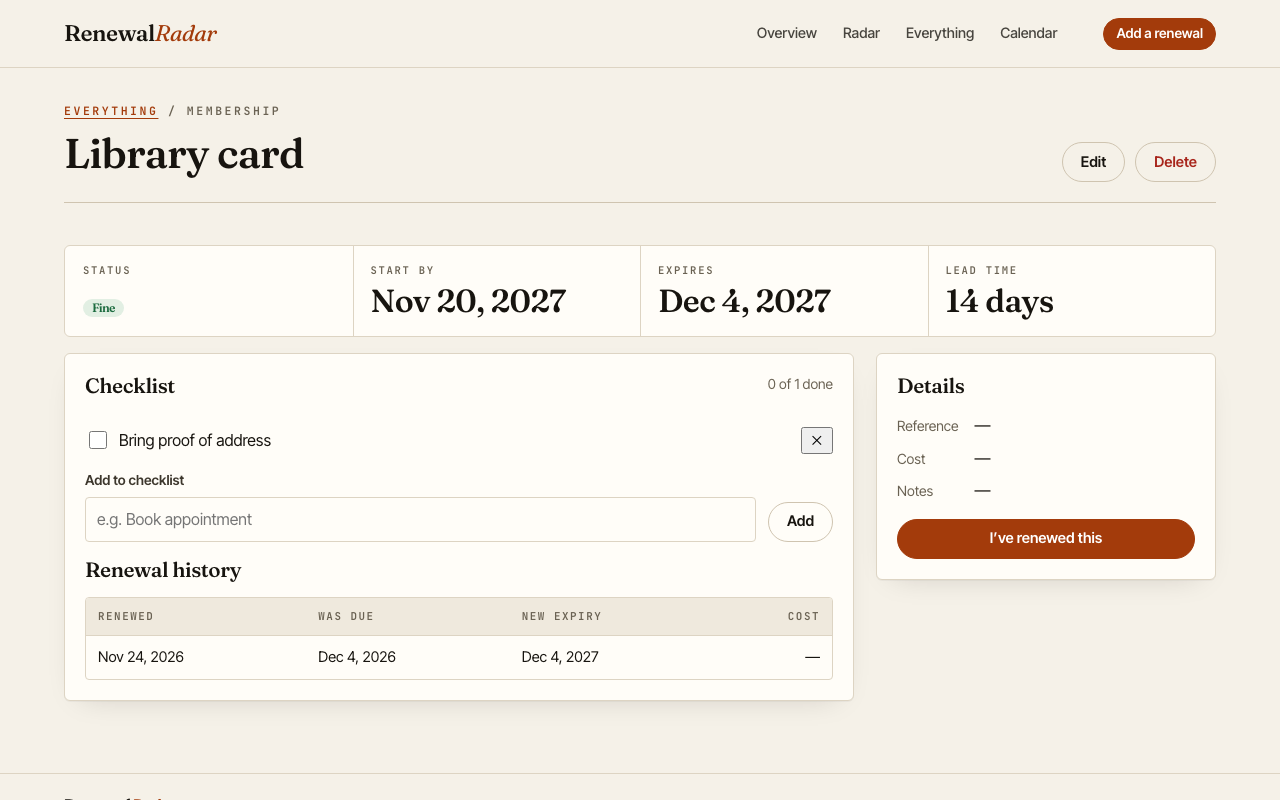 RenewalRadar
Overview
Radar
Everything
Calendar
Add a renewal
EVERYTHING / MEMBERSHIP
Library card
Edit
Delete
STATUS
Fine
START BY
Nov 20, 2027
EXPIRES
Dec 4, 2027
LEAD TIME
14 days
Checklist
0 of 1 done
Bring proof of address
×
Add to checklist
e.g. Book appointment
Add
Renewal history
RENEWED WAS DUE NEW EXPIRY COST
Nov 24, 2026 Dec 4, 2026 Dec 4, 2027 —
Details
Reference —
Cost —
Notes —
I’ve renewed this